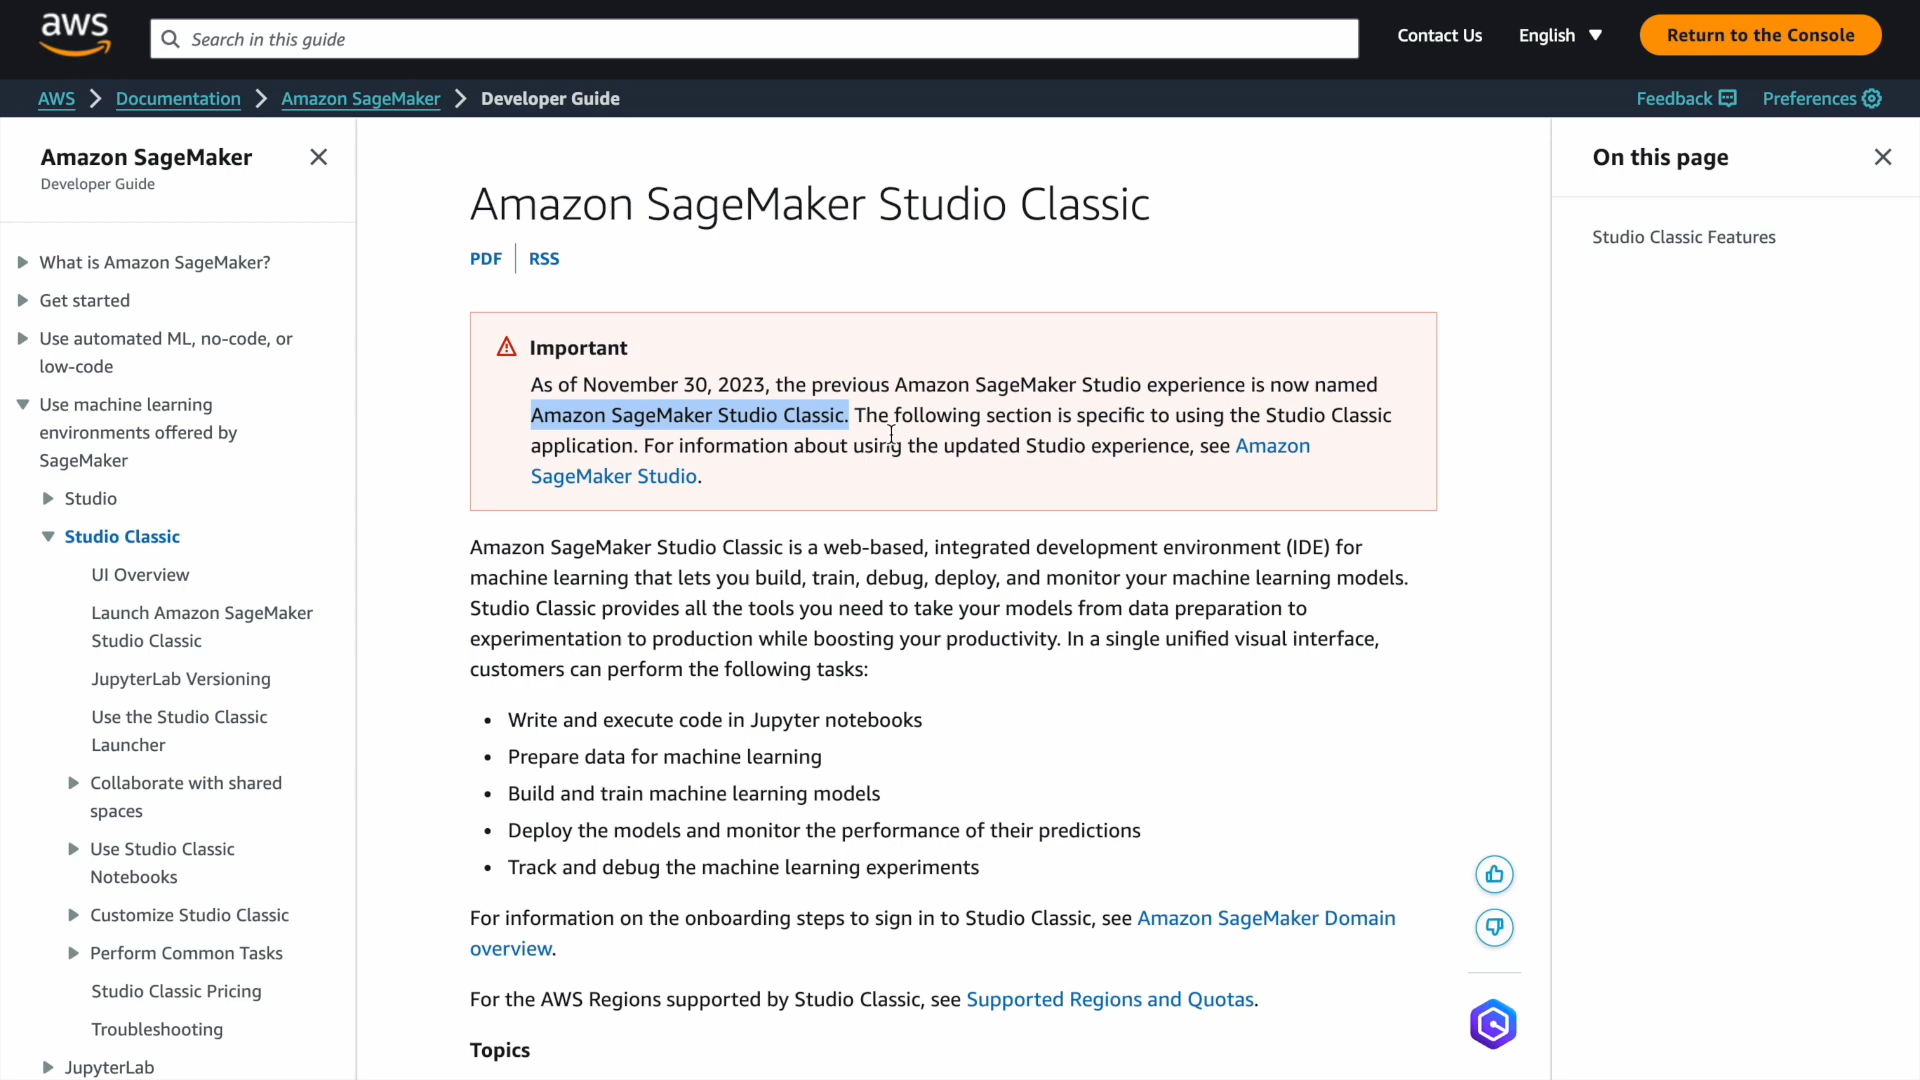 aws
Search in this guide
Contact Us
English
Return to the Console
AWS
Documentation
Amazon SageMaker
Developer Guide
Feedback
Preferences
Amazon SageMaker
Developer Guide
What is Amazon SageMaker?
Get started
Use automated ML, no-code, or
low-code
Use machine learning
environments offered by
SageMaker
Studio
Studio Classic
UI Overview
Launch Amazon SageMaker
Studio Classic
JupyterLab Versioning
Use the Studio Classic
Launcher
Collaborate with shared
spaces
Use Studio Classic
Notebooks
Customize Studio Classic
Perform Common Tasks
Studio Classic Pricing
Troubleshooting
JupyterLab
Amazon SageMaker Studio Classic
PDF
RSS
Important
As of November 30, 2023, the previous Amazon SageMaker Studio experience is now named
Amazon SageMaker Studio Classic. The following section is specific to using the Studio Classic
application. For information about using the updated Studio experience, see Amazon
SageMaker Studio.
Amazon SageMaker Studio Classic is a web-based, integrated development environment (IDE) for
machine learning that lets you build, train, debug, deploy, and monitor your machine learning models.
Studio Classic provides all the tools you need to take your models from data preparation to
experimentation to production while boosting your productivity. In a single unified visual interface,
customers can perform the following tasks:
• Write and execute code in Jupyter notebooks
• Prepare data for machine learning
• Build and train machine learning models
• Deploy the models and monitor the performance of their predictions
• Track and debug the machine learning experiments
For information on the onboarding steps to sign in to Studio Classic, see Amazon SageMaker Domain
overview.
For the AWS Regions supported by Studio Classic, see Supported Regions and Quotas.
Topics
On this page
Studio Classic Features